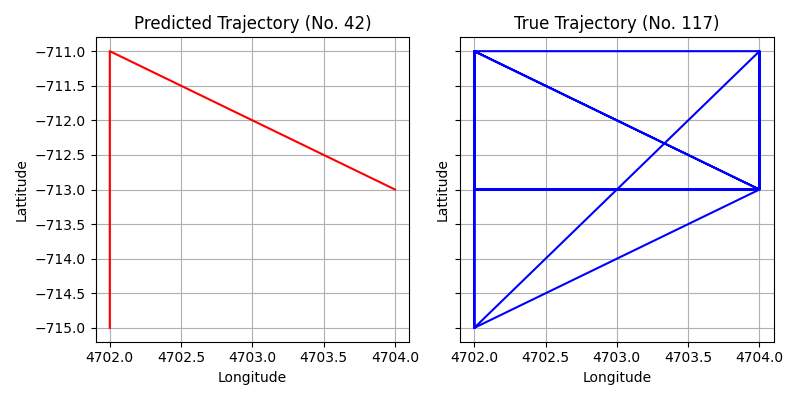 Predicted Trajectory (No. 42)
True Trajectory (No. 117)
−711.0
−711.5
−712.0
−712.5
−713.0
−713.5
−714.0
−714.5
−715.0
Lattitude
Lattitude
4702.0 4702.5 4703.0 4703.5 4704.0
4702.0 4702.5 4703.0 4703.5 4704.0
Longitude
Longitude